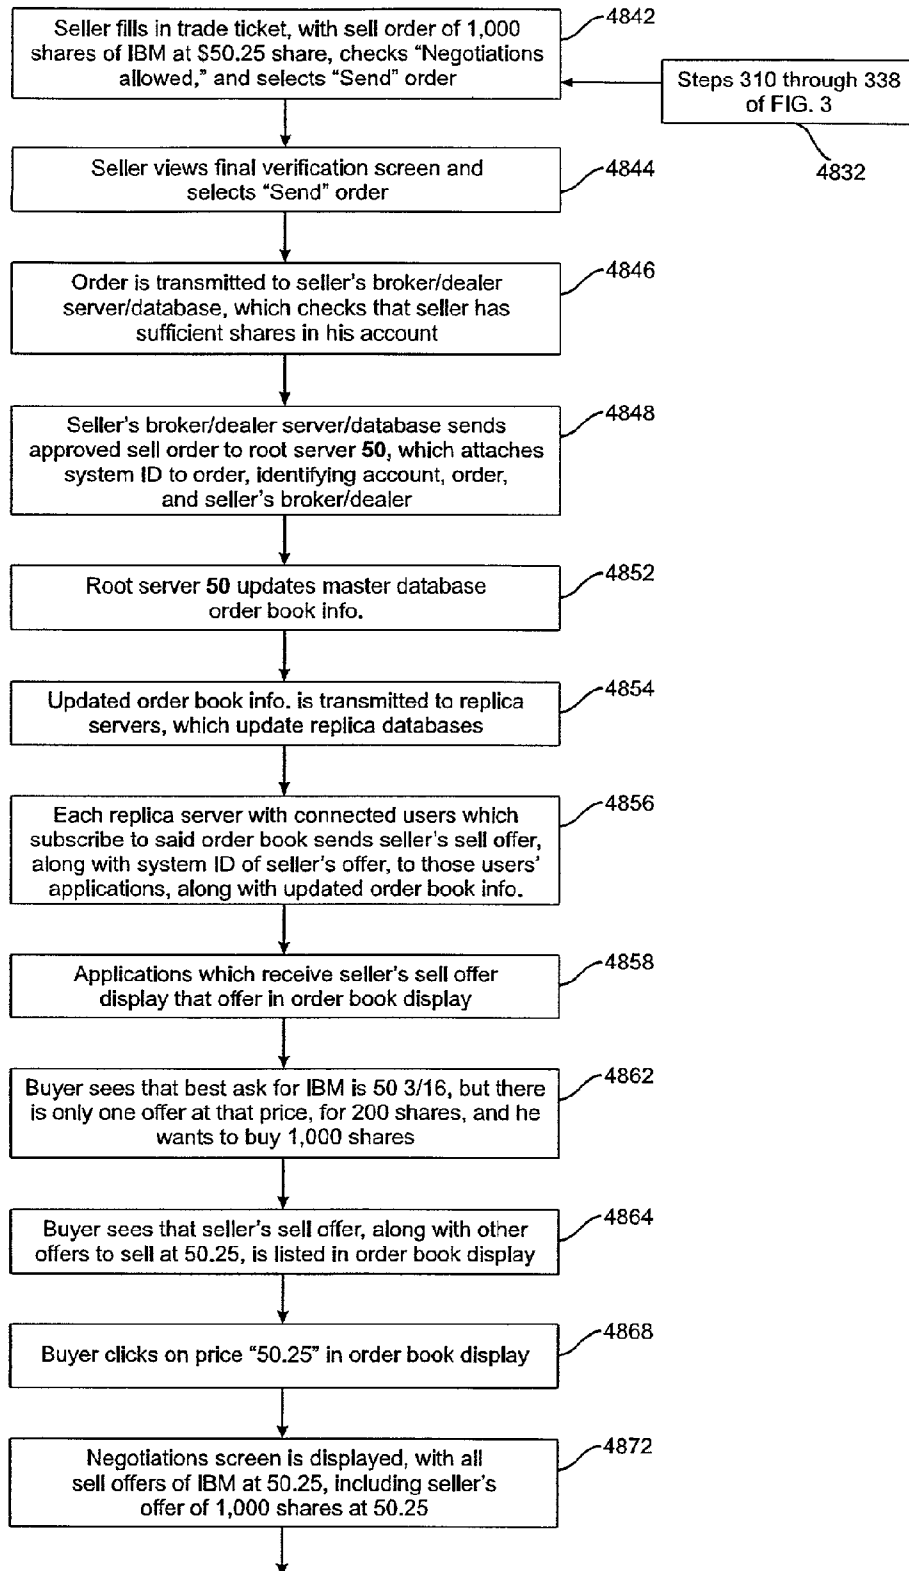 Seller fills in trade ticket, with sell order of 1,000
shares of IBM at $50.25 share, checks “Negotiations
allowed,” and selects “Send” order
4842
Steps 310 through 338
of FIG. 3
4832
Seller views final verification screen and
selects “Send” order
4844
Order is transmitted to seller’s broker/dealer
server/database, which checks that seller has
sufficient shares in his account
4846
Seller’s broker/dealer server/database sends
approved sell order to root server 50, which attaches
system ID to order, identifying account, order,
and seller’s broker/dealer
4848
Root server 50 updates master database
order book info.
4852
Updated order book info. is transmitted to replica
servers, which update replica databases
4854
Each replica server with connected users which
subscribe to said order book sends seller’s sell offer,
along with system ID of seller’s offer, to those users’
applications, along with updated order book info.
4856
Applications which receive seller’s sell offer
display that offer in order book display
4858
Buyer sees that best ask for IBM is 50 3/16, but there
is only one offer at that price, for 200 shares, and he
wants to buy 1,000 shares
4862
Buyer sees that seller’s sell offer, along with other
offers to sell at 50.25, is listed in order book display
4864
Buyer clicks on price “50.25” in order book display
4868
Negotiations screen is displayed, with all
sell offers of IBM at 50.25, including seller’s
offer of 1,000 shares at 50.25
4872